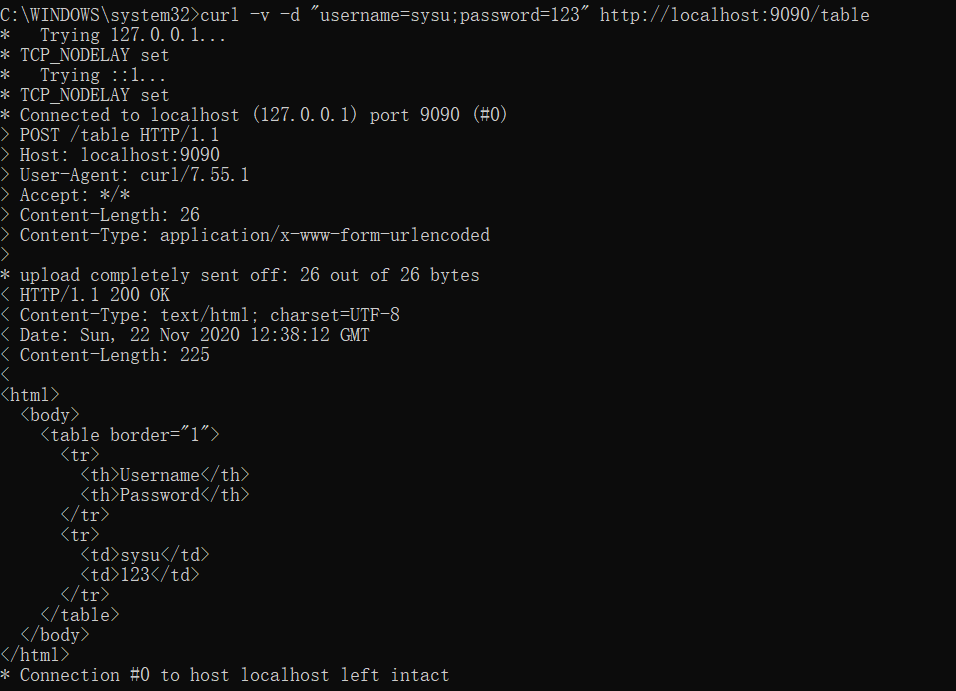 C:\WINDOWS\system32>curl -v -d "username=sysu;password=123" http://localhost:9090/table
*   Trying 127.0.0.1...
* TCP_NODELAY set
*   Trying ::1...
* TCP_NODELAY set
* Connected to localhost (127.0.0.1) port 9090 (#0)
> POST /table HTTP/1.1
> Host: localhost:9090
> User-Agent: curl/7.55.1
> Accept: */*
> Content-Length: 26
> Content-Type: application/x-www-form-urlencoded
>
* upload completely sent off: 26 out of 26 bytes
< HTTP/1.1 200 OK
< Content-Type: text/html; charset=UTF-8
< Date: Sun, 22 Nov 2020 12:38:12 GMT
< Content-Length: 225
<
<html>
  <body>
    <table border="1">
      <tr>
        <th>Username</th>
        <th>Password</th>
      </tr>
      <tr>
        <td>sysu</td>
        <td>123</td>
      </tr>
    </table>
  </body>
</html>
* Connection #0 to host localhost left intact